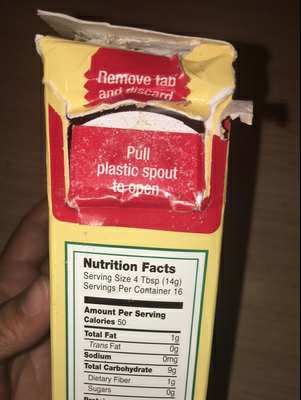 Remove tab
and discard
Pull
plastic spout
to open
Nutrition Facts
Serving Size 4 Tbsp (14g)
Servings Per Container 16
Amount Per Serving
Calories 50
Total Fat 1g
Trans Fat 0g
Sodium 0mg
Total Carbohydrate 9g
Dietary Fiber 1g
Sugars 0g